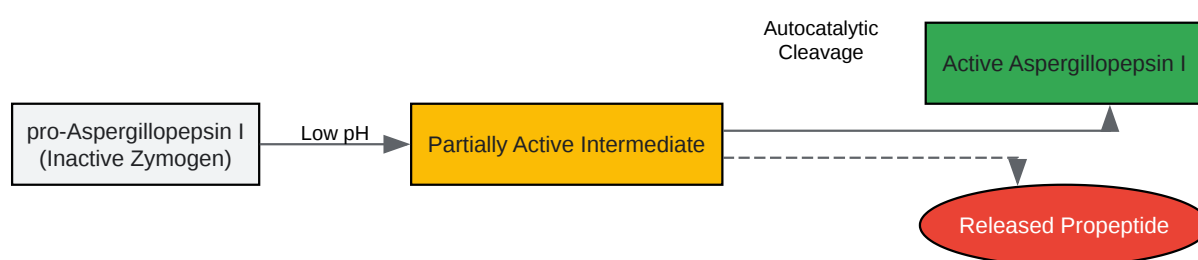 pro-Aspergillopepsin I
(Inactive Zymogen)
Low pH
Partially Active Intermediate
Autocatalytic
Cleavage
Active Aspergillopepsin I
Released Propeptide